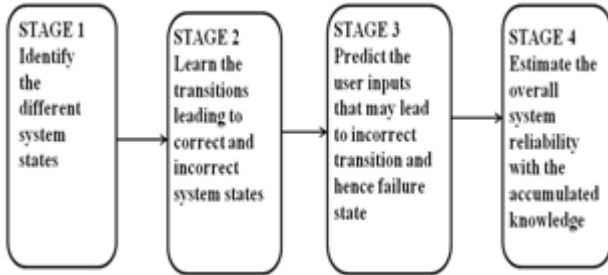 STAGE 1
Identify
the
different
system
states
STAGE 2
Learn the
transitions
leading to
correct and
incorrect
system states
STAGE 3
Predict the
user inputs
that may lead
to incorrect
transition and
hence failure
state
STAGE 4
Estimate the
overall
system
reliability
with the
accumulated
knowledge